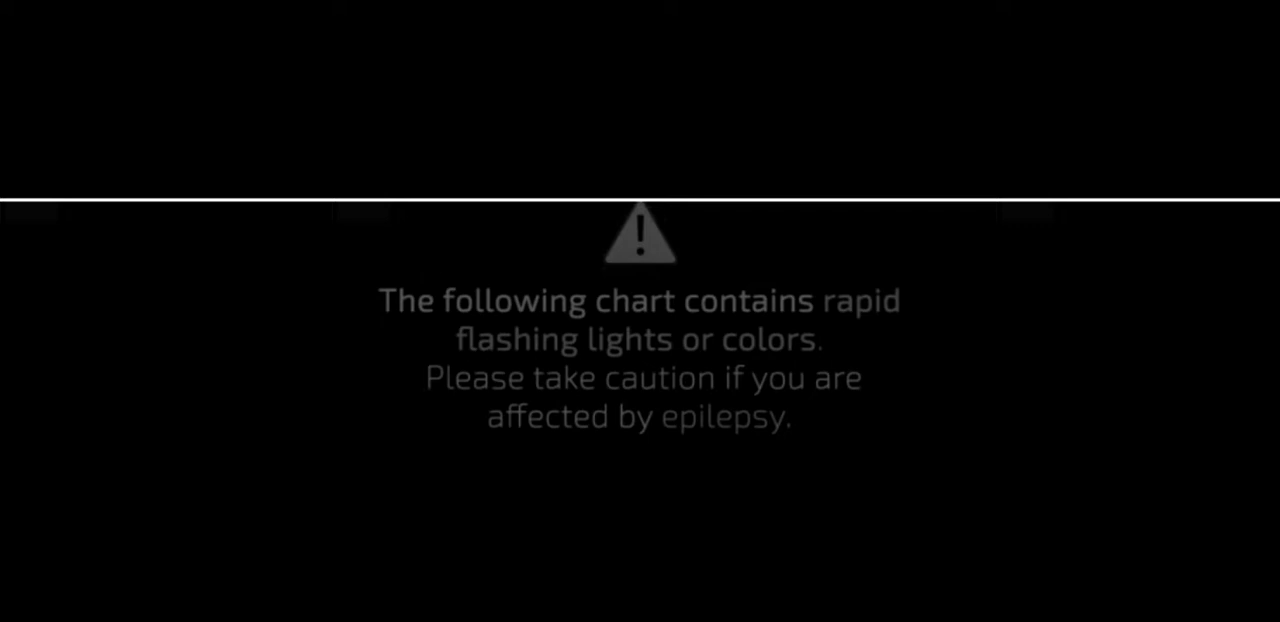 The following chart contains rapid
flashing lights or colors.
Please take caution if you are
affected by epilepsy.